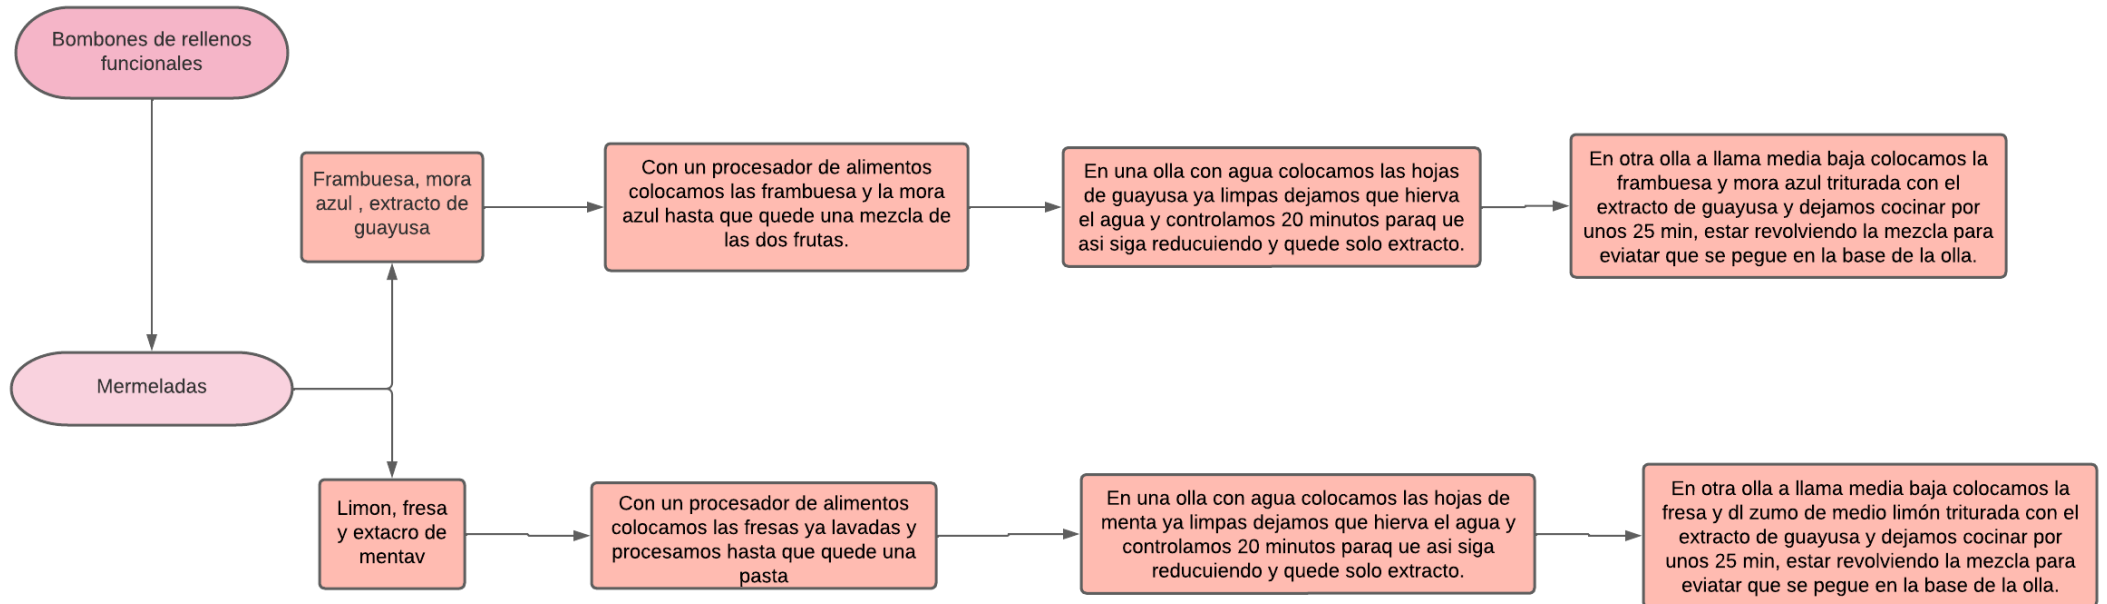 Bombones de rellenos
funcionales
Frambuesa, mora
azul , extracto de
guayusa
Con un procesador de alimentos
colocamos las frambuesa y la mora
azul hasta que quede una mezcla de
las dos frutas.
En una olla con agua colocamos las hojas
de guayusa ya limpas dejamos que hierva
el agua y controlamos 20 minutos paraq ue
asi siga reducuiendo y quede solo extracto.
En otra olla a llama media baja colocamos la
frambuesa y mora azul triturada con el
extracto de guayusa y dejamos cocinar por
unos 25 min, estar revolviendo la mezcla para
eviatar que se pegue en la base de la olla.
Mermeladas
Limon, fresa
y extacro de
mentav
Con un procesador de alimentos
colocamos las fresas ya lavadas y
procesamos hasta que quede una
pasta
En una olla con agua colocamos las hojas de
menta ya limpas dejamos que hierva el agua y
controlamos 20 minutos paraq ue asi siga
reducuiendo y quede solo extracto.
En otra olla a llama media baja colocamos la
fresa y dl zumo de medio limón triturada con el
extracto de guayusa y dejamos cocinar por
unos 25 min, estar revolviendo la mezcla para
eviatar que se pegue en la base de la olla.